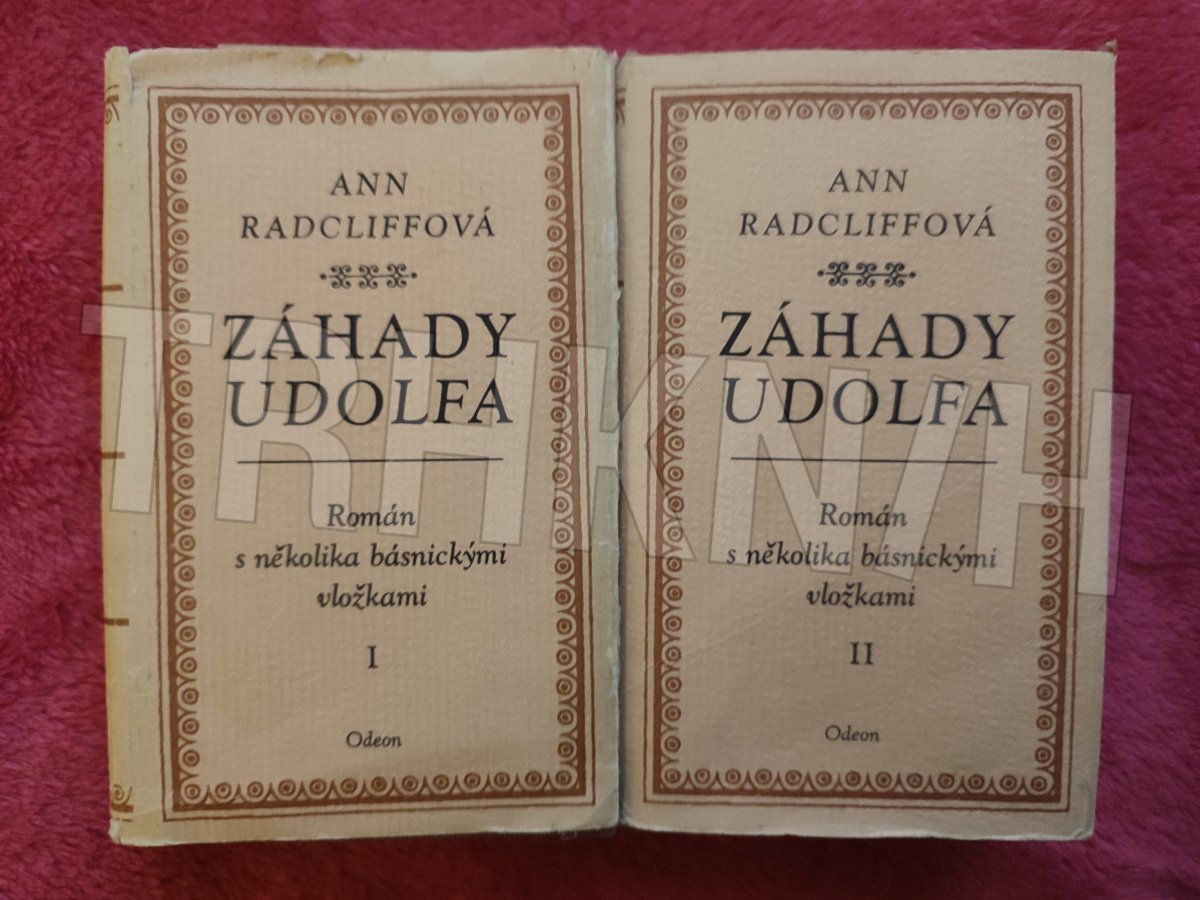 ANN
RADCLIFFOVÁ
ZÁHADY
UDOLFA
Román
s několika básnickými
vložkami
I
Odeon
ANN
RADCLIFFOVÁ
ZÁHADY
UDOLFA
Román
s několika básnickými
vložkami
II
Odeon
TRHKNIH